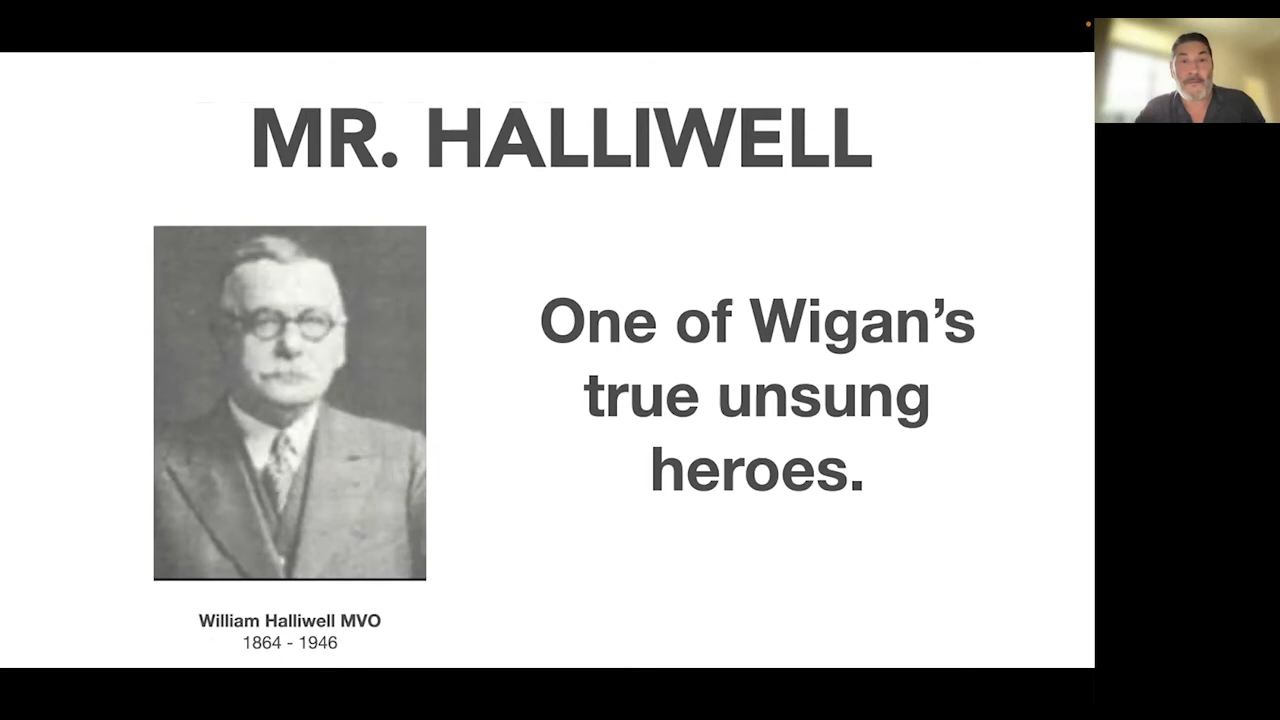 MR. HALLIWELL
One of Wigan’s
true unsung
heroes.
William Halliwell MVO
1864 - 1946